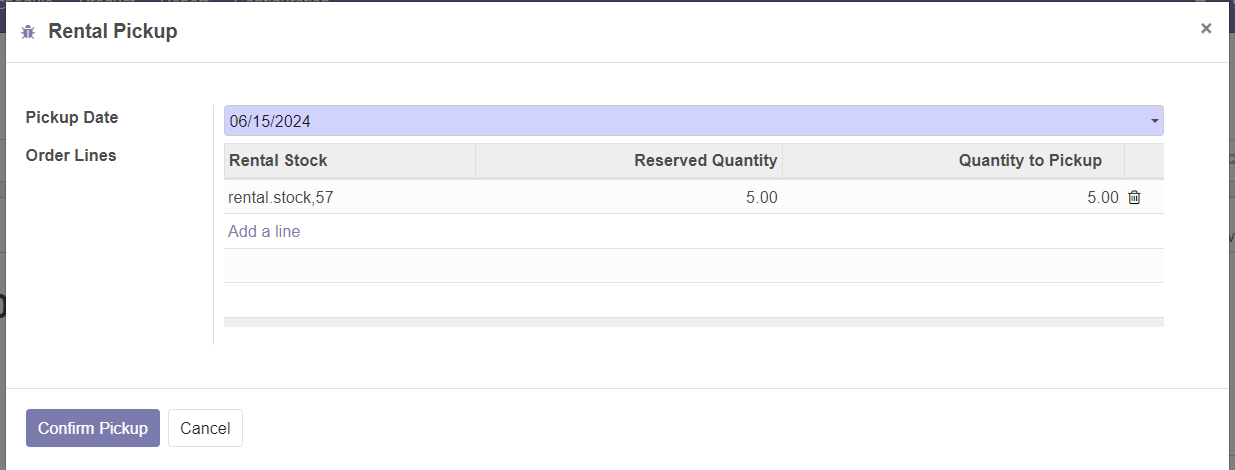 Rental Pickup ×
Pickup Date 06/15/2024
Order Lines
Rental Stock Reserved Quantity Quantity to Pickup
rental.stock,57 5.00 5.00
Add a line
Confirm Pickup Cancel